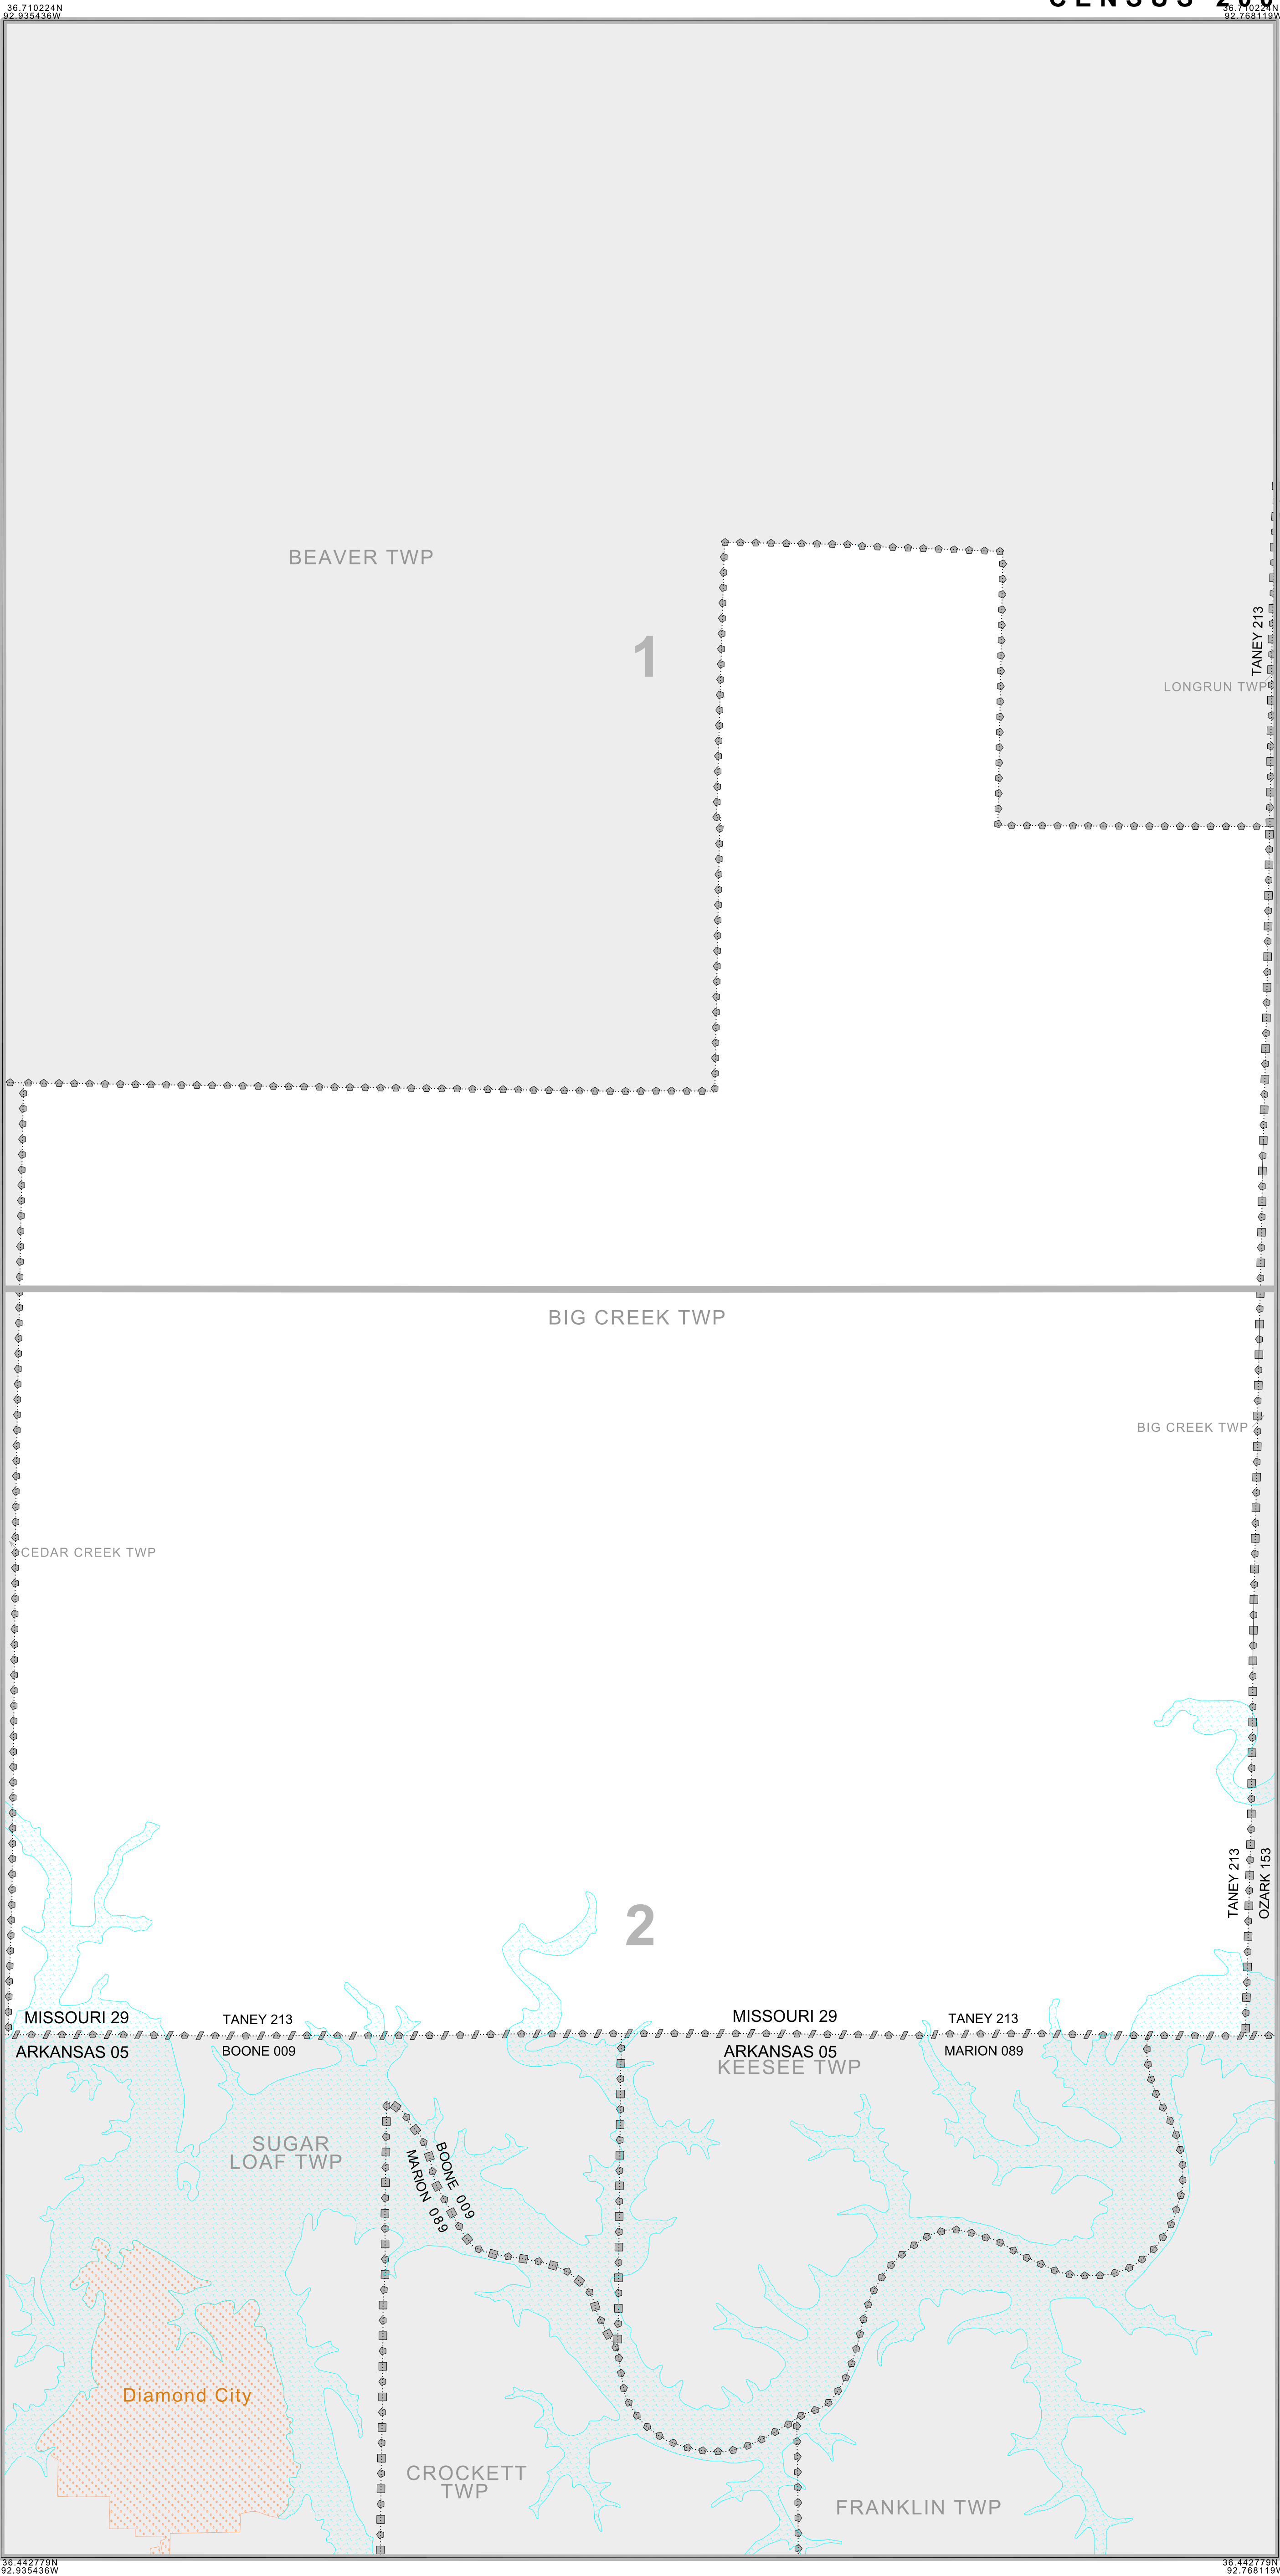 CENSUS 200
36.710224N
92.935436W
36.710224N
92.768119W
BEAVER TWP
1
TANEY 213
LONGRUN TWP
BIG CREEK TWP
BIG CREEK TWP
CEDAR CREEK TWP
TANEY 213
OZARK 153
2
MISSOURI 29
TANEY 213
MISSOURI 29
TANEY 213
ARKANSAS 05
BOONE 009
ARKANSAS 05
MARION 089
KEESEE TWP
SUGAR
LOAF TWP
BOONE 009
MARION 089
Diamond City
CROCKETT
TWP
FRANKLIN TWP
36.442779N
92.935436W
36.442779N
92.768119W